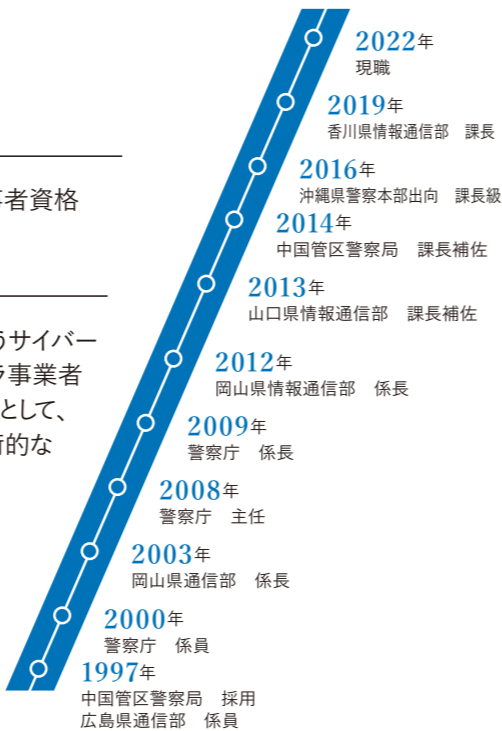 者資格
うサイバー
ラ事業者
として、
術的な
2022年
現職
2019年
香川県情報通信部　課長
2016年
沖縄県警察本部出向　課長級
2014年
中国管区警察局　課長補佐
2013年
山口県情報通信部　課長補佐
2012年
岡山県情報通信部　係長
2009年
警察庁　係長
2008年
警察庁　主任
2003年
岡山県通信部　係長
2000年
警察庁　係員
1997年
中国管区警察局　採用
広島県通信部　係員